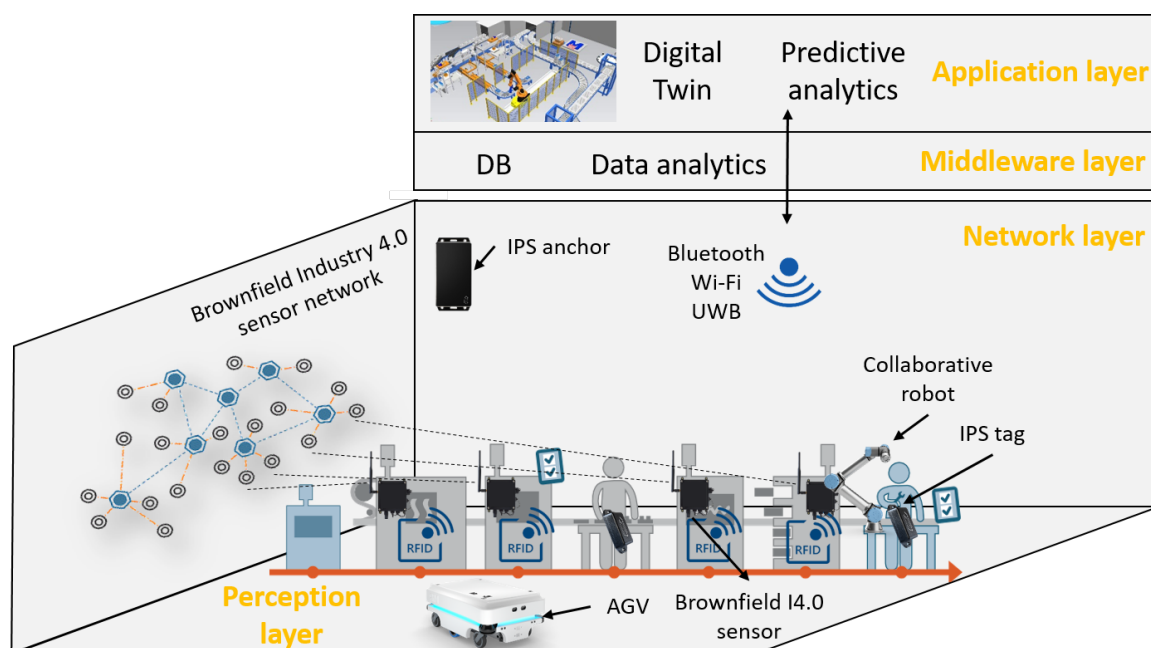 Digital
Twin
Predictive
analytics
Application layer
DB
Data analytics
Middleware layer
Network layer
IPS anchor
Bluetooth
Wi-Fi
UWB
Brownfield Industry 4.0
sensor network
Collaborative
robot
IPS tag
RFID
RFID
RFID
RFID
Perception
layer
AGV
Brownfield I4.0
sensor